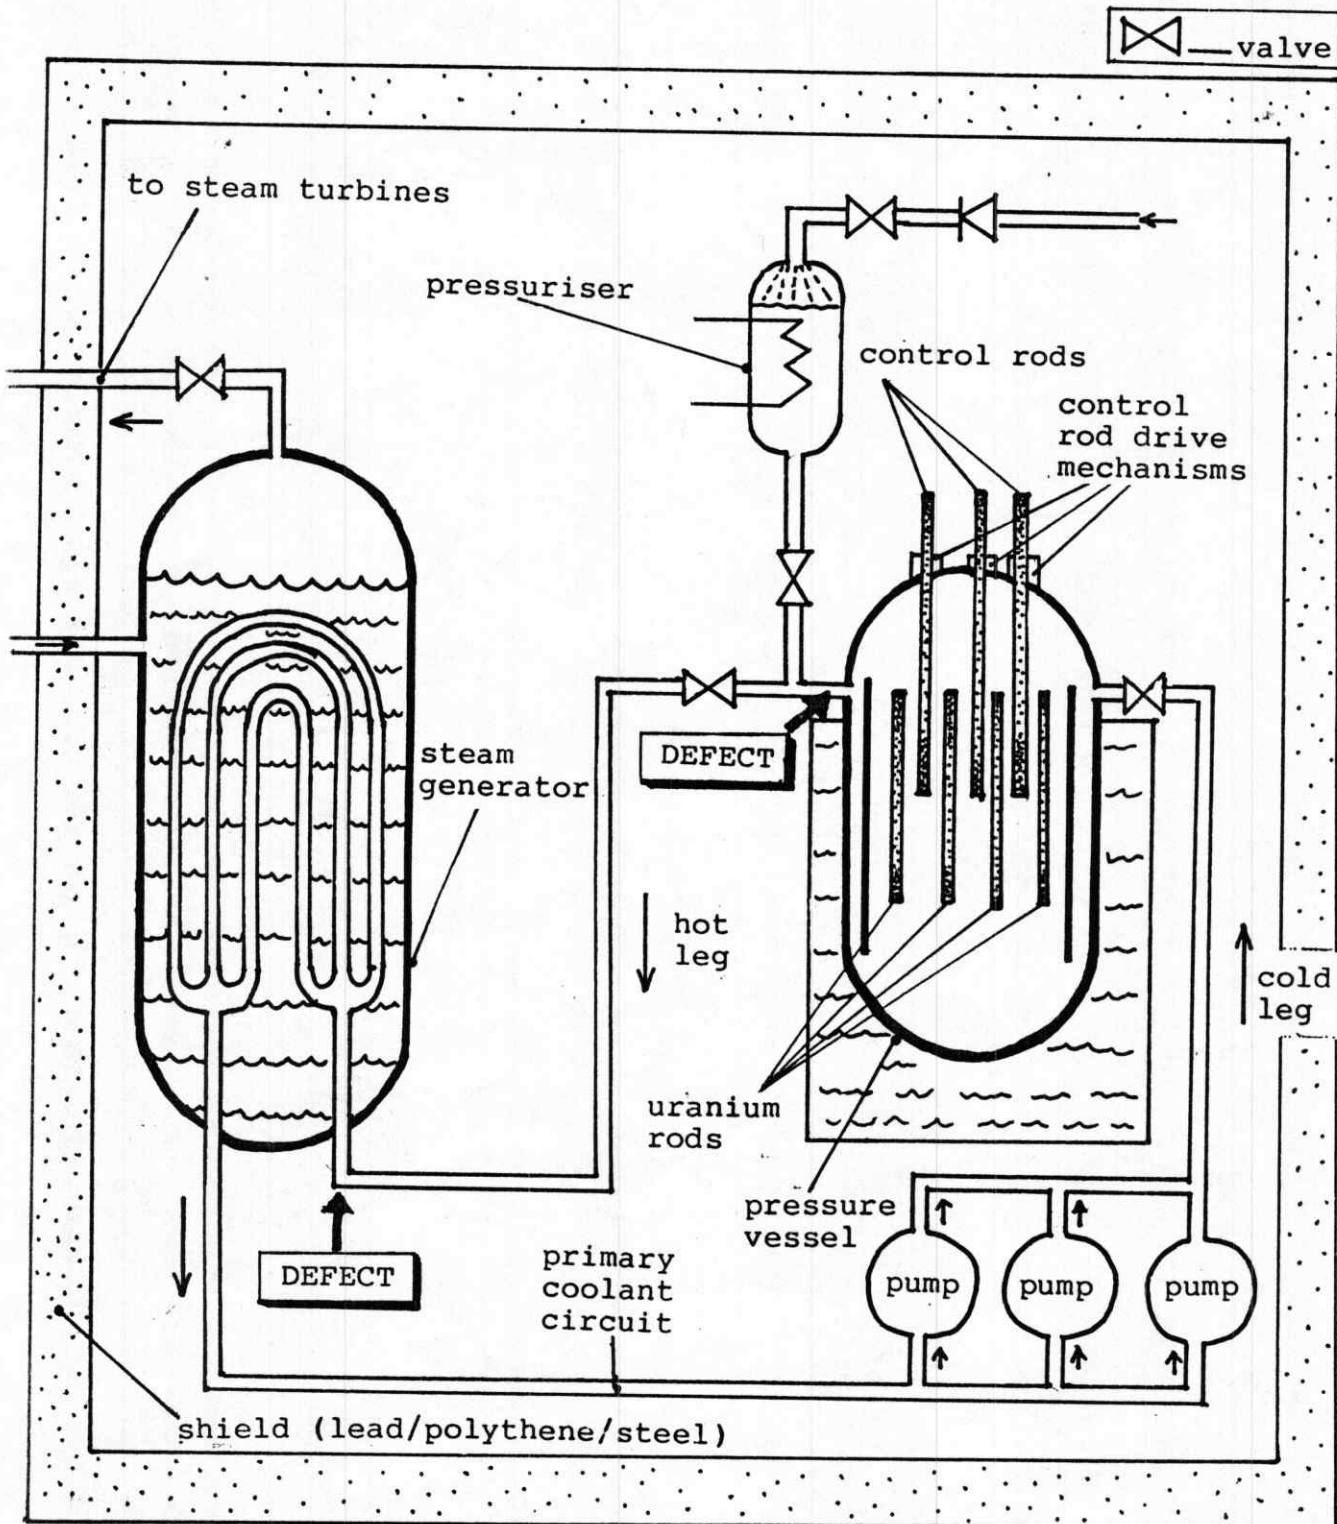 valve
to steam turbines
pressuriser
control rods
control
rod drive
mechanisms
DEFECT
steam
generator
hot
leg
cold
leg
uranium
rods
pressure
vessel
DEFECT
primary
coolant
circuit
pump
pump
pump
shield (lead/polythene/steel)